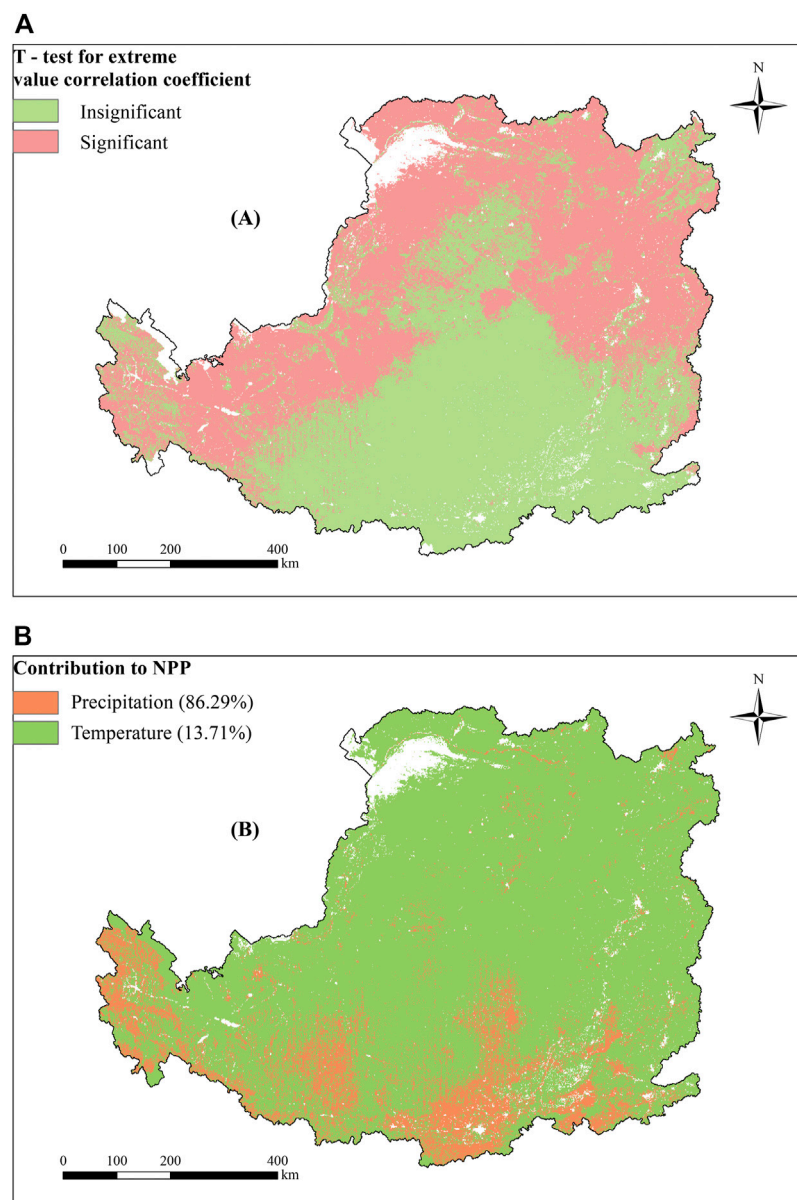 A
T - test for extreme
value correlation coefficient
Insignificant
Significant
N
(A)
0 100 200 400
km
B
Contribution to NPP
Precipitation (86.29%)
Temperature (13.71%)
N
(B)
0 100 200 400
km